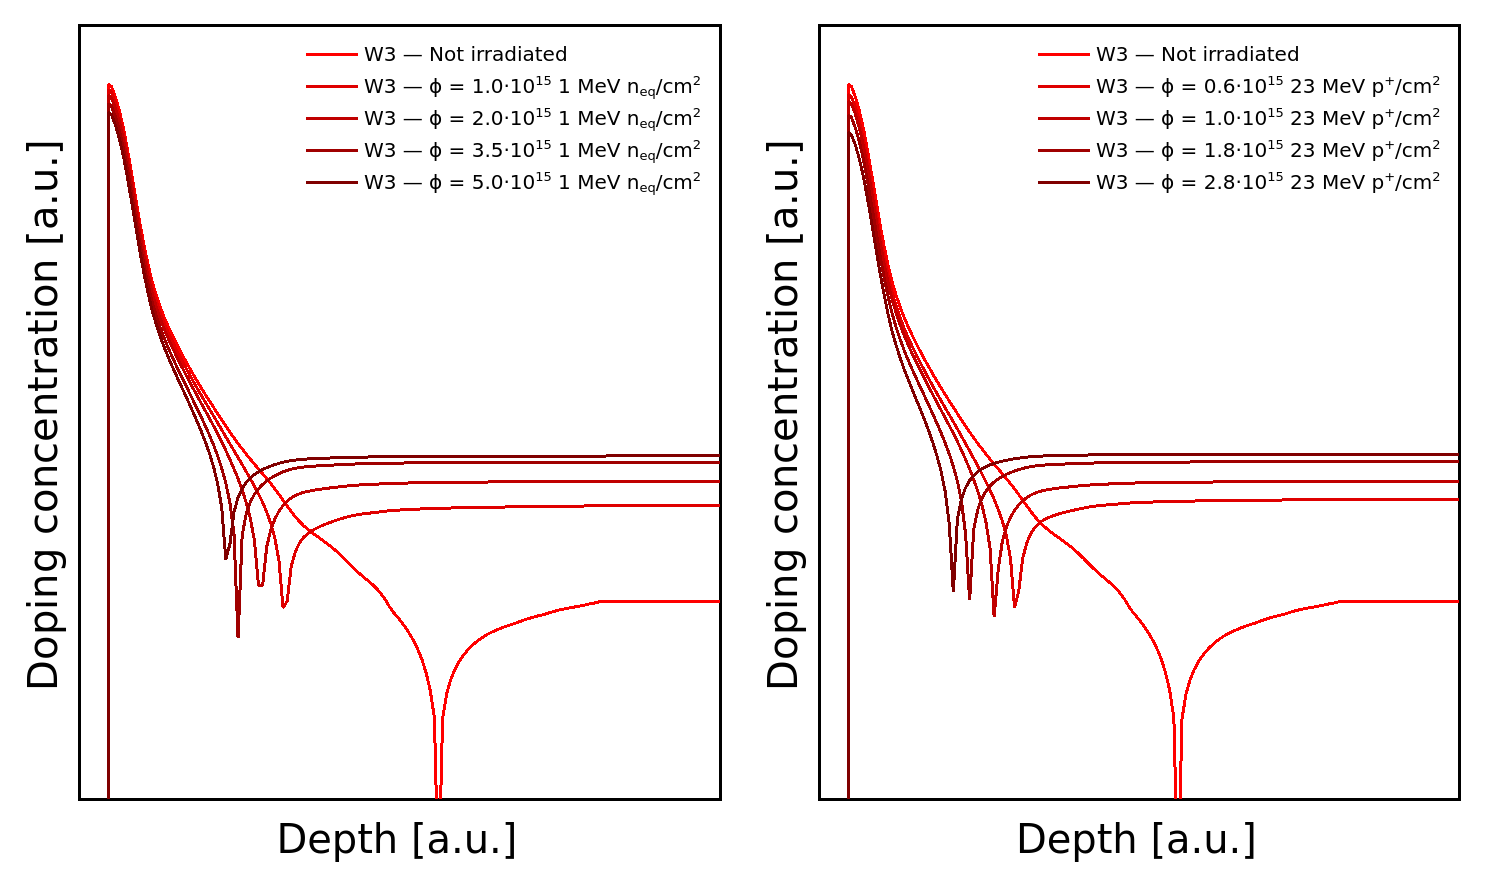 W3 — Not irradiated
W3 — ϕ = 1.0·10¹⁵ 1 MeV n_eq/cm²
W3 — ϕ = 2.0·10¹⁵ 1 MeV n_eq/cm²
W3 — ϕ = 3.5·10¹⁵ 1 MeV n_eq/cm²
W3 — ϕ = 5.0·10¹⁵ 1 MeV n_eq/cm²
Doping concentration [a.u.]
Depth [a.u.]
W3 — Not irradiated
W3 — ϕ = 0.6·10¹⁵ 23 MeV p⁺/cm²
W3 — ϕ = 1.0·10¹⁵ 23 MeV p⁺/cm²
W3 — ϕ = 1.8·10¹⁵ 23 MeV p⁺/cm²
W3 — ϕ = 2.8·10¹⁵ 23 MeV p⁺/cm²
Doping concentration [a.u.]
Depth [a.u.]